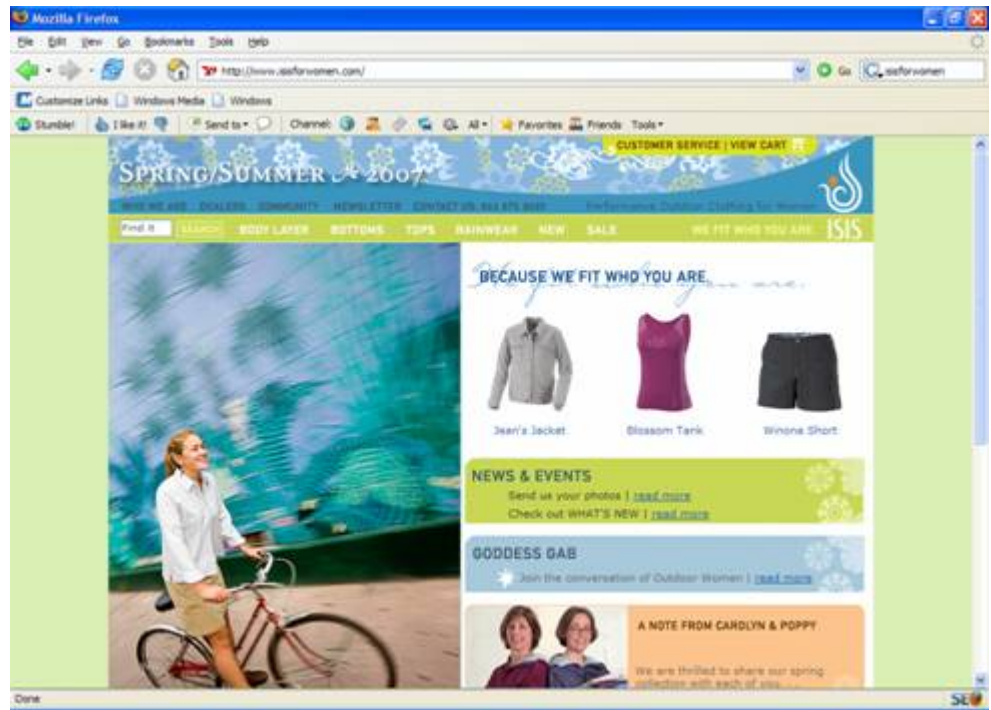 Mozilla Firefox
File Edit View Go Bookmarks Tools Help
http://www.isisforwomen.com/
Go
isisforwomen
Customize Links Windows Media Windows
Stumble! I like it! Send to Channel: All Favorites Friends Tools
CUSTOMER SERVICE | VIEW CART
SPRING/SUMMER 2007
WHO WE ARE DEALERS COMMUNITY NEWSLETTER CONTACT US
Performance Outdoor Clothing for Women
Find it SEARCH BODY LAYER BOTTOMS TOPS RAINWEAR NEW SALE WE FIT WHO YOU ARE ISIS
BECAUSE WE FIT WHO YOU ARE.
Jean's Jacket Blossom Tank Winona Short
NEWS & EVENTS
Send us your photos | read more
Check out WHAT'S NEW | read more
GODDESS GAB
Join the conversation of Outdoor Women | read more
A NOTE FROM CAROLYN & POPPY
We are thrilled to share our spring
collection with each of you.
Done